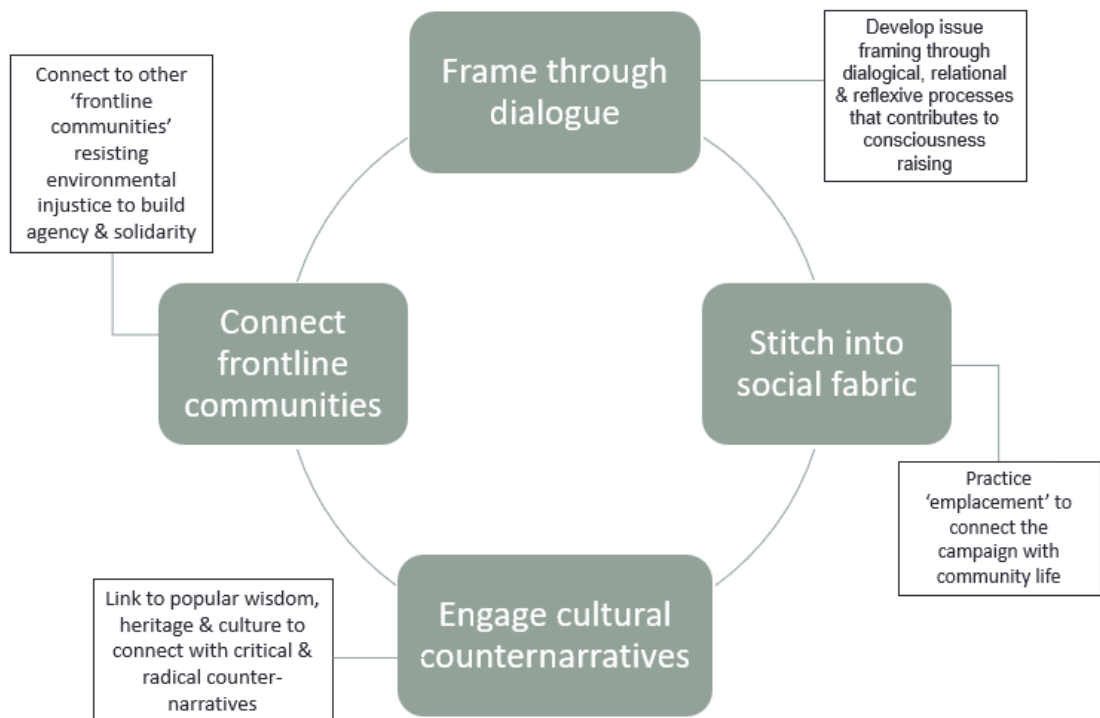 Frame through
dialogue
Develop issue
framing through
dialogical, relational
& reflexive processes
that contributes to
consciousness
raising
Stitch into
social fabric
Practice
‘emplacement’ to
connect the
campaign with
community life
Engage cultural
counternarratives
Link to popular wisdom,
heritage & culture to
connect with critical &
radical counter-
narratives
Connect
frontline
communities
Connect to other
‘frontline
communities’
resisting
environmental
injustice to build
agency & solidarity